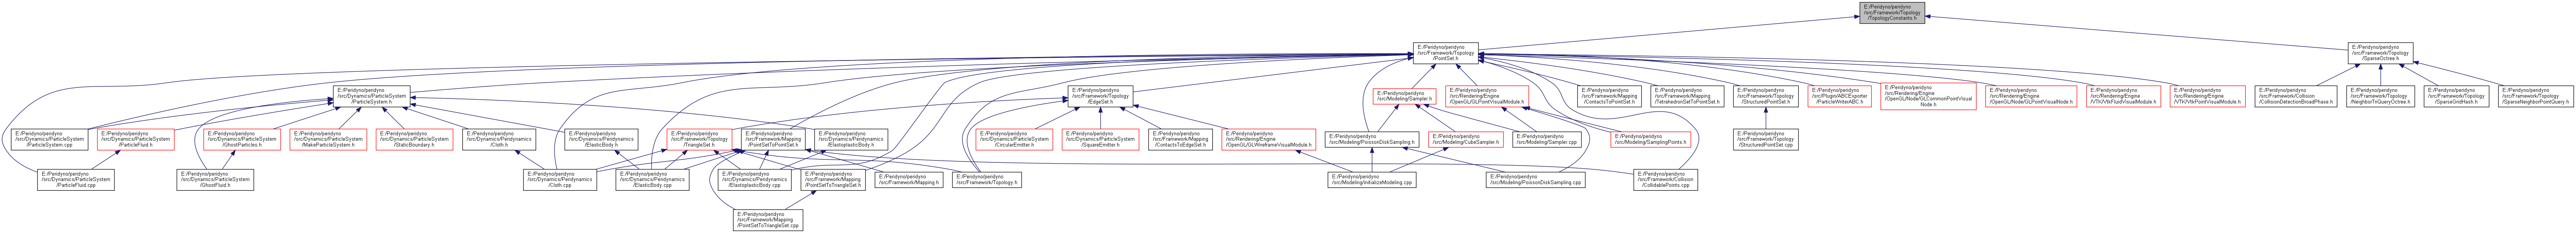 E:/Peridyno/peridyno
/src/Framework/Topology
/TopologyConstants.h
E:/Peridyno/peridyno
/src/Framework/Topology
/PointSet.h
E:/Peridyno/peridyno
/src/Framework/Topology
/SparseOctree.h
E:/Peridyno/peridyno
/src/Dynamics/ParticleSystem
/ParticleSystem.h
E:/Peridyno/peridyno
/src/Framework/Topology
/EdgeSet.h
E:/Peridyno/peridyno
/src/Modeling/Sampler.h
E:/Peridyno/peridyno
/src/Rendering/Engine
/OpenGL/GLPointVisualModule.h
E:/Peridyno/peridyno
/src/Framework/Mapping
/ContactsToPointSet.h
E:/Peridyno/peridyno
/src/Framework/Mapping
/TetrahedronSetToPointSet.h
E:/Peridyno/peridyno
/src/Framework/Topology
/StructuredPointSet.h
E:/Peridyno/peridyno
/src/Plugin/ABCExporter
/ParticleWriterABC.h
E:/Peridyno/peridyno
/src/Rendering/Engine
/OpenGL/Node/GLCommonPointVisual
Node.h
E:/Peridyno/peridyno
/src/Rendering/Engine
/OpenGL/Node/GLPointVisualNode.h
E:/Peridyno/peridyno
/src/Rendering/Engine
/VTK/VtkFluidVisualModule.h
E:/Peridyno/peridyno
/src/Rendering/Engine
/VTK/VtkPointVisualModule.h
E:/Peridyno/peridyno
/src/Framework/Collision
/CollisionDetectionBroadPhase.h
E:/Peridyno/peridyno
/src/Framework/Topology
/NeighborTriQueryOctree.h
E:/Peridyno/peridyno
/src/Framework/Topology
/SparseGridHash.h
E:/Peridyno/peridyno
/src/Framework/Topology
/SparseNeighborPointQuery.h
E:/Peridyno/peridyno
/src/Dynamics/ParticleSystem
/ParticleSystem.cpp
E:/Peridyno/peridyno
/src/Dynamics/ParticleSystem
/ParticleFluid.h
E:/Peridyno/peridyno
/src/Dynamics/ParticleSystem
/GhostParticles.h
E:/Peridyno/peridyno
/src/Dynamics/ParticleSystem
/MakeParticleSystem.h
E:/Peridyno/peridyno
/src/Dynamics/ParticleSystem
/StaticBoundary.h
E:/Peridyno/peridyno
/src/Dynamics/Peridynamics
/Cloth.h
E:/Peridyno/peridyno
/src/Dynamics/Peridynamics
/ElasticBody.h
E:/Peridyno/peridyno
/src/Framework/Topology
/TriangleSet.h
E:/Peridyno/peridyno
/src/Framework/Mapping
/PointSetToPointSet.h
E:/Peridyno/peridyno
/src/Dynamics/Peridynamics
/ElastoplasticBody.h
E:/Peridyno/peridyno
/src/Dynamics/ParticleSystem
/CircularEmitter.h
E:/Peridyno/peridyno
/src/Dynamics/ParticleSystem
/SquareEmitter.h
E:/Peridyno/peridyno
/src/Framework/Mapping
/ContactsToEdgeSet.h
E:/Peridyno/peridyno
/src/Rendering/Engine
/OpenGL/GLWireframeVisualModule.h
E:/Peridyno/peridyno
/src/Modeling/PoissonDiskSampling.h
E:/Peridyno/peridyno
/src/Modeling/CubeSampler.h
E:/Peridyno/peridyno
/src/Modeling/Sampler.cpp
E:/Peridyno/peridyno
/src/Modeling/SamplingPoints.h
E:/Peridyno/peridyno
/src/Framework/Topology
/StructuredPointSet.cpp
E:/Peridyno/peridyno
/src/Dynamics/ParticleSystem
/ParticleFluid.cpp
E:/Peridyno/peridyno
/src/Dynamics/ParticleSystem
/GhostFluid.h
E:/Peridyno/peridyno
/src/Dynamics/Peridynamics
/Cloth.cpp
E:/Peridyno/peridyno
/src/Dynamics/Peridynamics
/ElasticBody.cpp
E:/Peridyno/peridyno
/src/Dynamics/Peridynamics
/ElastoplasticBody.cpp
E:/Peridyno/peridyno
/src/Framework/Mapping
/PointSetToTriangleSet.h
E:/Peridyno/peridyno
/src/Framework/Mapping.h
E:/Peridyno/peridyno
/src/Framework/Topology.h
E:/Peridyno/peridyno
/src/Modeling/initializeModeling.cpp
E:/Peridyno/peridyno
/src/Modeling/PoissonDiskSampling.cpp
E:/Peridyno/peridyno
/src/Framework/Collision
/CollidablePoints.cpp
E:/Peridyno/peridyno
/src/Framework/Mapping
/PointSetToTriangleSet.cpp